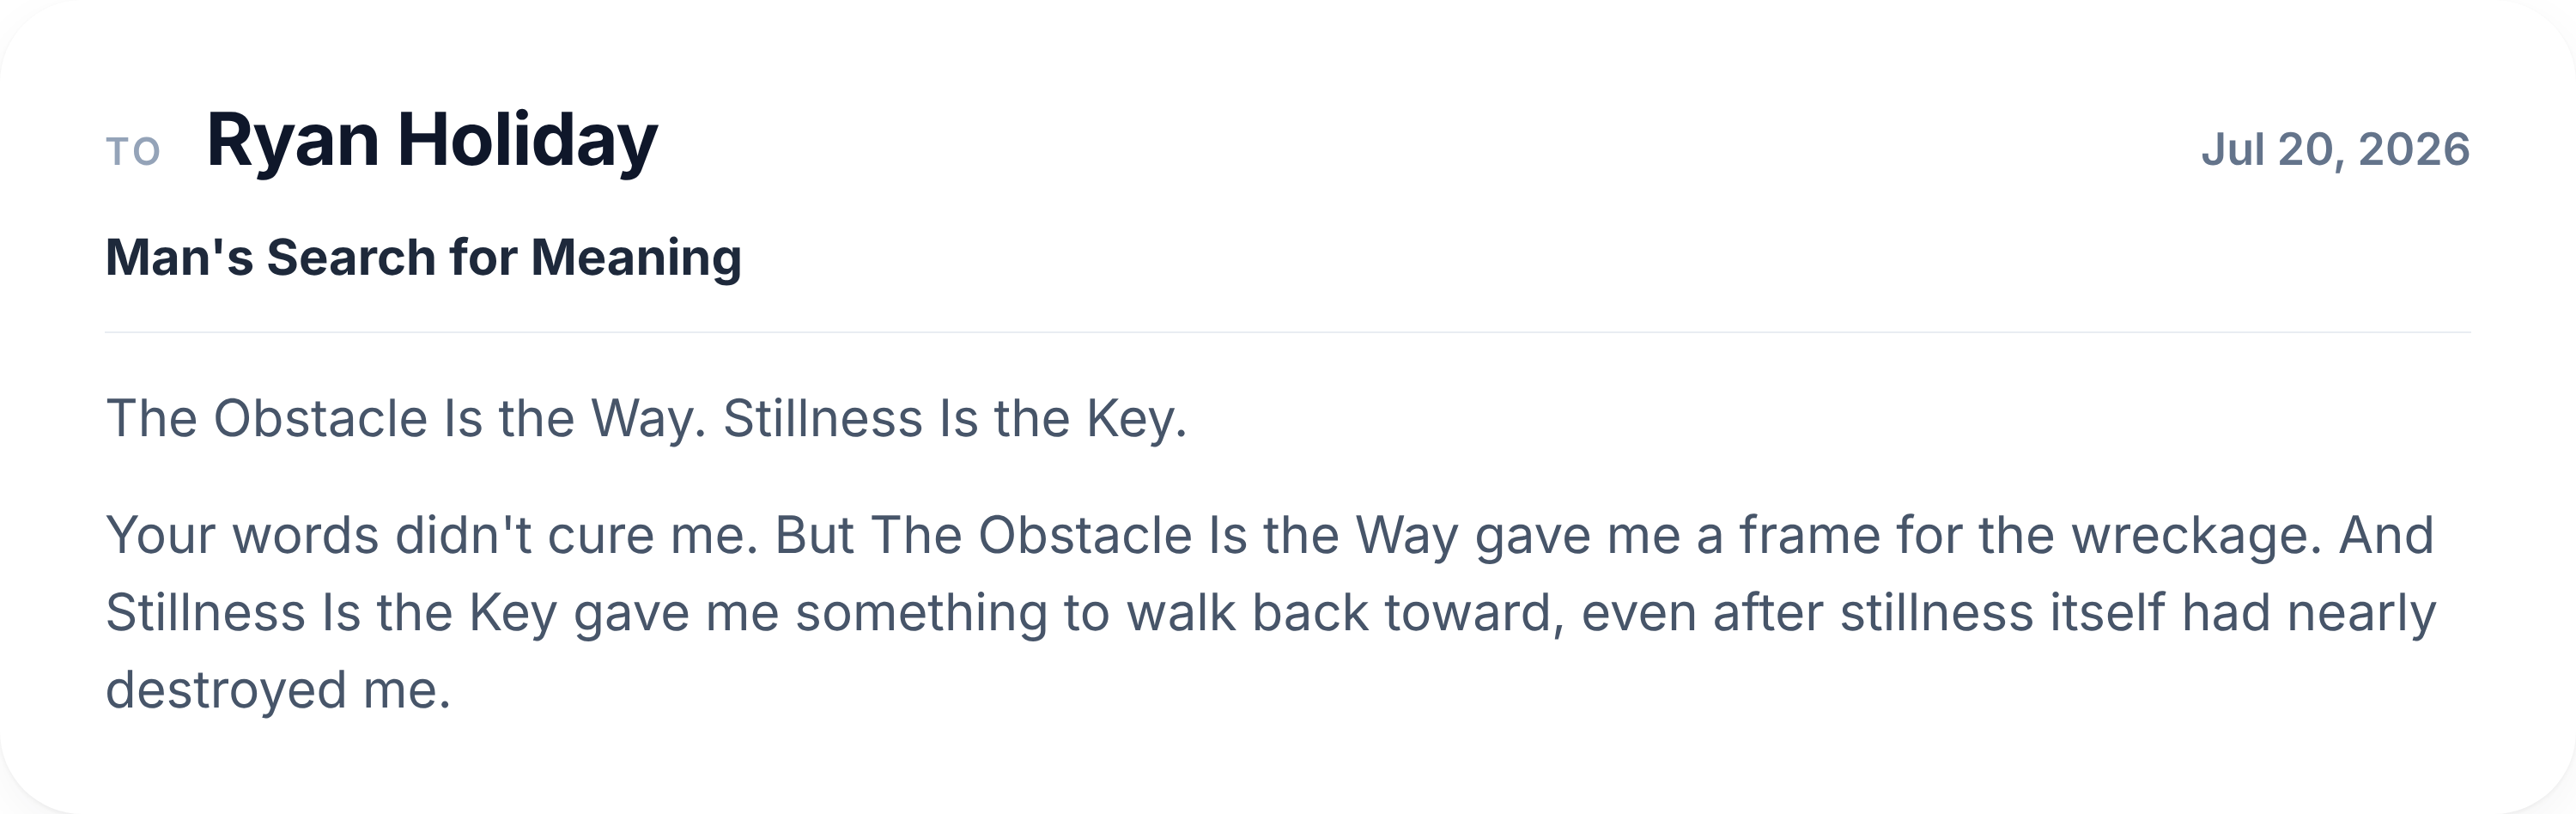 TO Ryan Holiday Jul 20, 2026
Man's Search for Meaning
The Obstacle Is the Way. Stillness Is the Key.
Your words didn't cure me. But The Obstacle Is the Way gave me a frame for the wreckage. And
Stillness Is the Key gave me something to walk back toward, even after stillness itself had nearly
destroyed me.